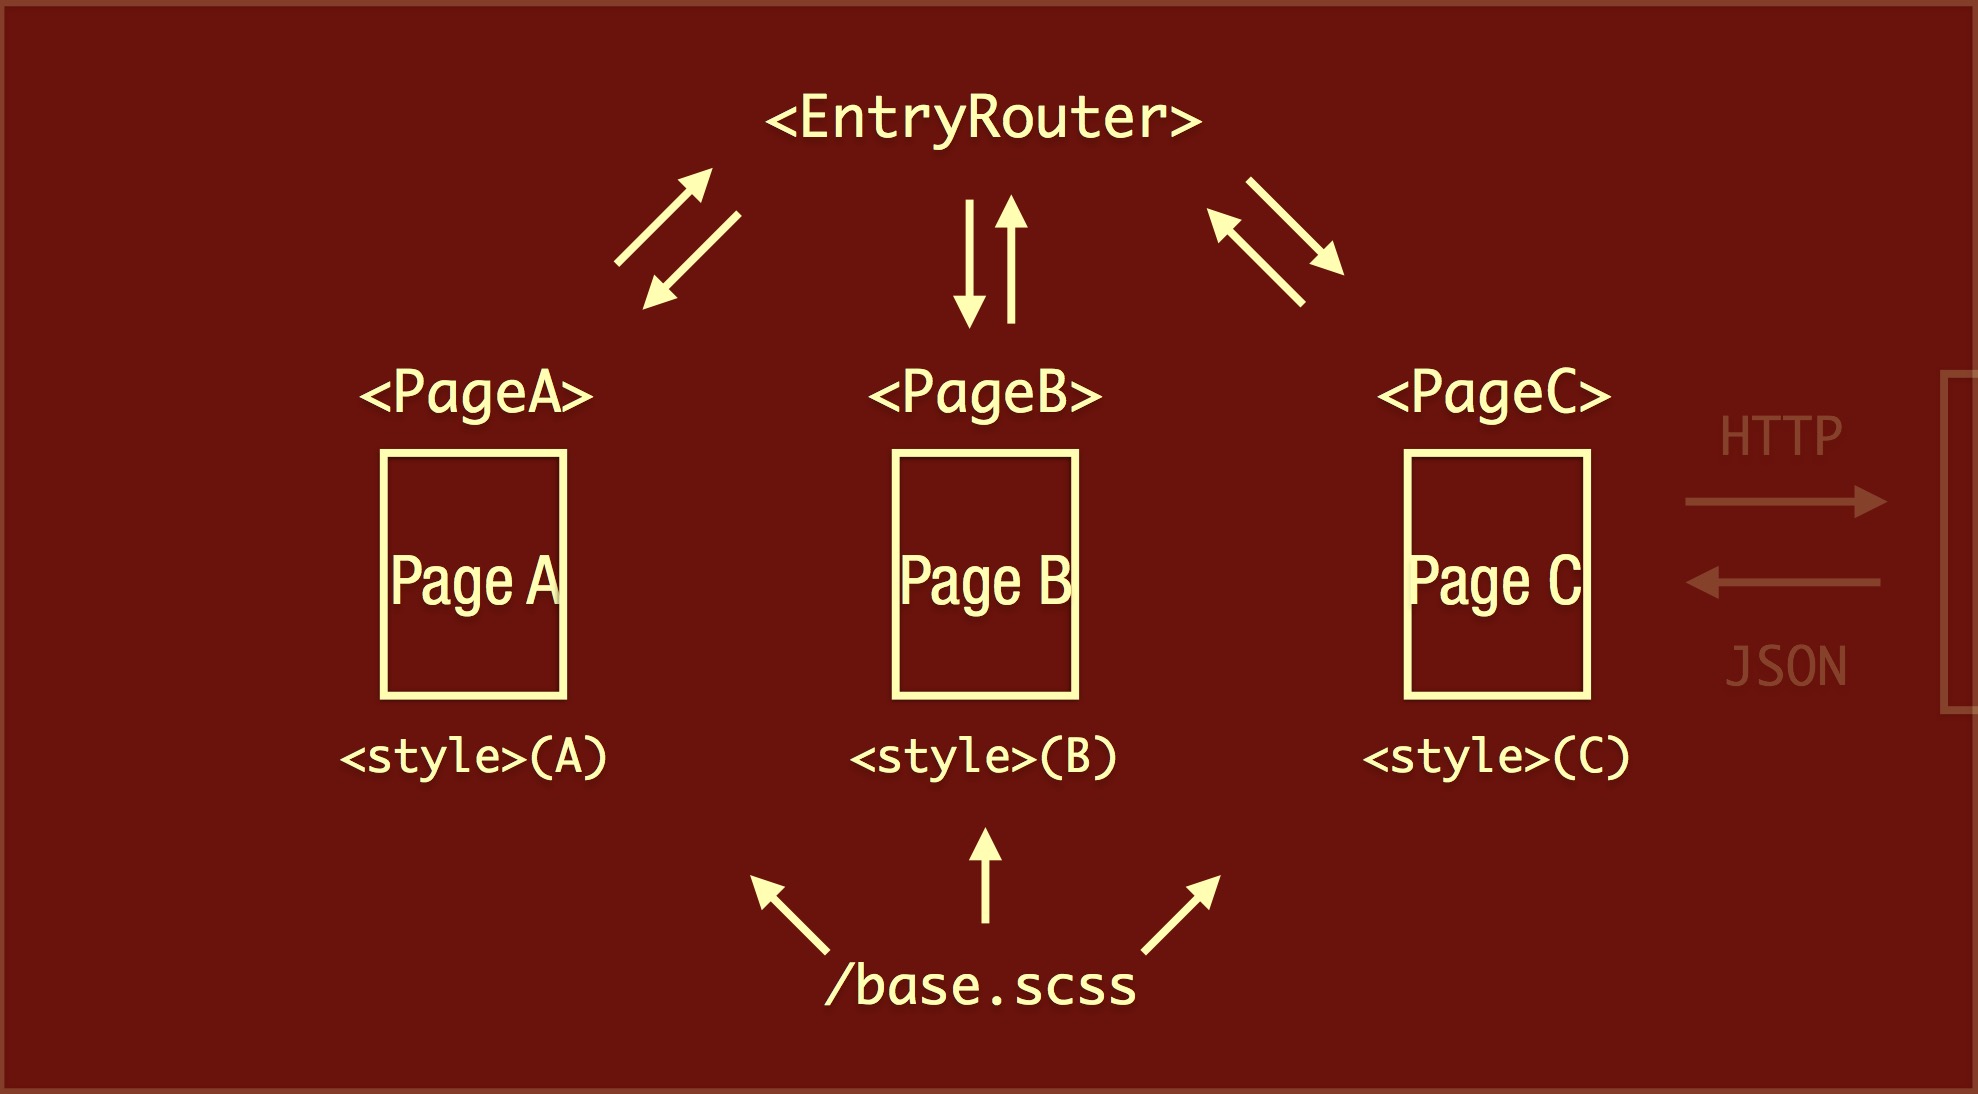 <EntryRouter>
<PageA>
<PageB>
<PageC>
HTTP
Page A
Page B
Page C
JSON
<style>(A)
<style>(B)
<style>(C)
/base.scss